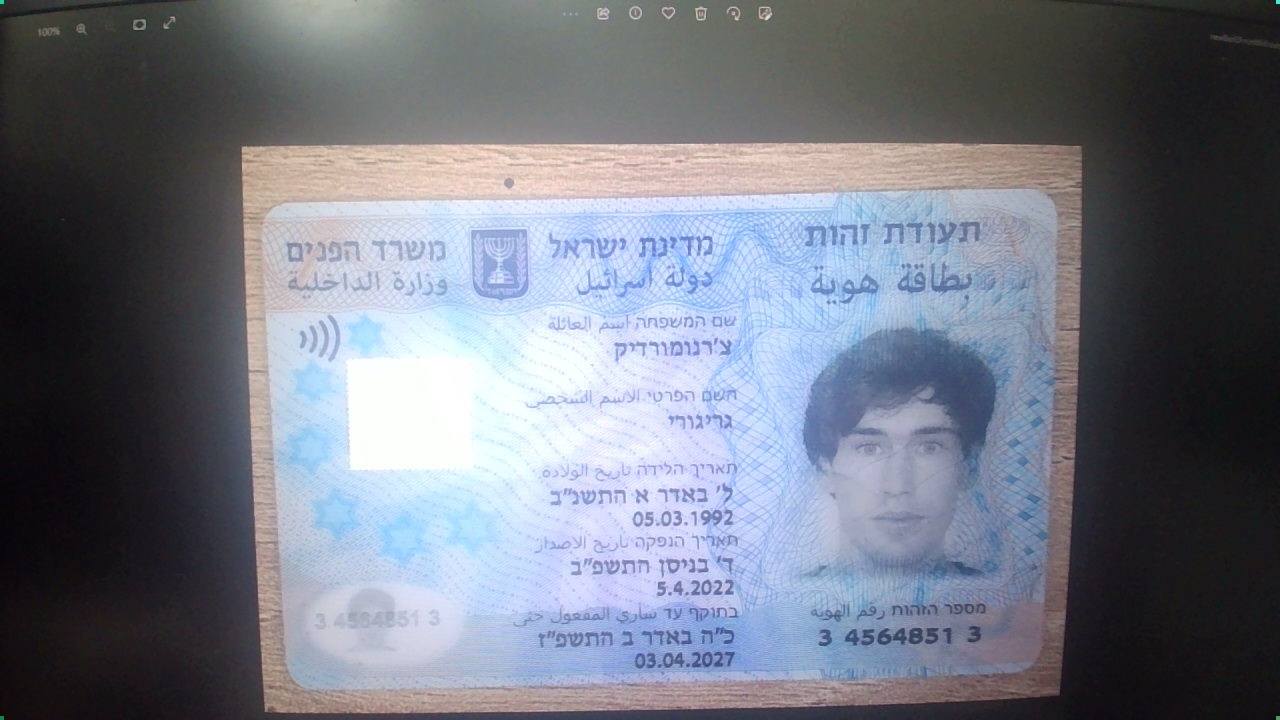 100%
תעודת זהות
بطاقة هوية
מדינת ישראל
دولة اسرائيل
משרד הפנים
وزارة الداخلية
שם המשפחה اسم العائلة
צ'רנומורדיק
השם הפרטי الاسم الشخصي
גריגורי
תאריך הלידה تاريخ الولادة
ל' באדר א התשנ"ב
05.03.1992
תאריך הנפקה تاريخ الاصدار
ד' בניסן התשפ"ב
5.4.2022
בתוקף עד ساري المفعول حتى
כ"ה באדר ב התשפ"ז
03.04.2027
מספר הזהות رقم الهوية
3 4564851 3
3 4564851 3